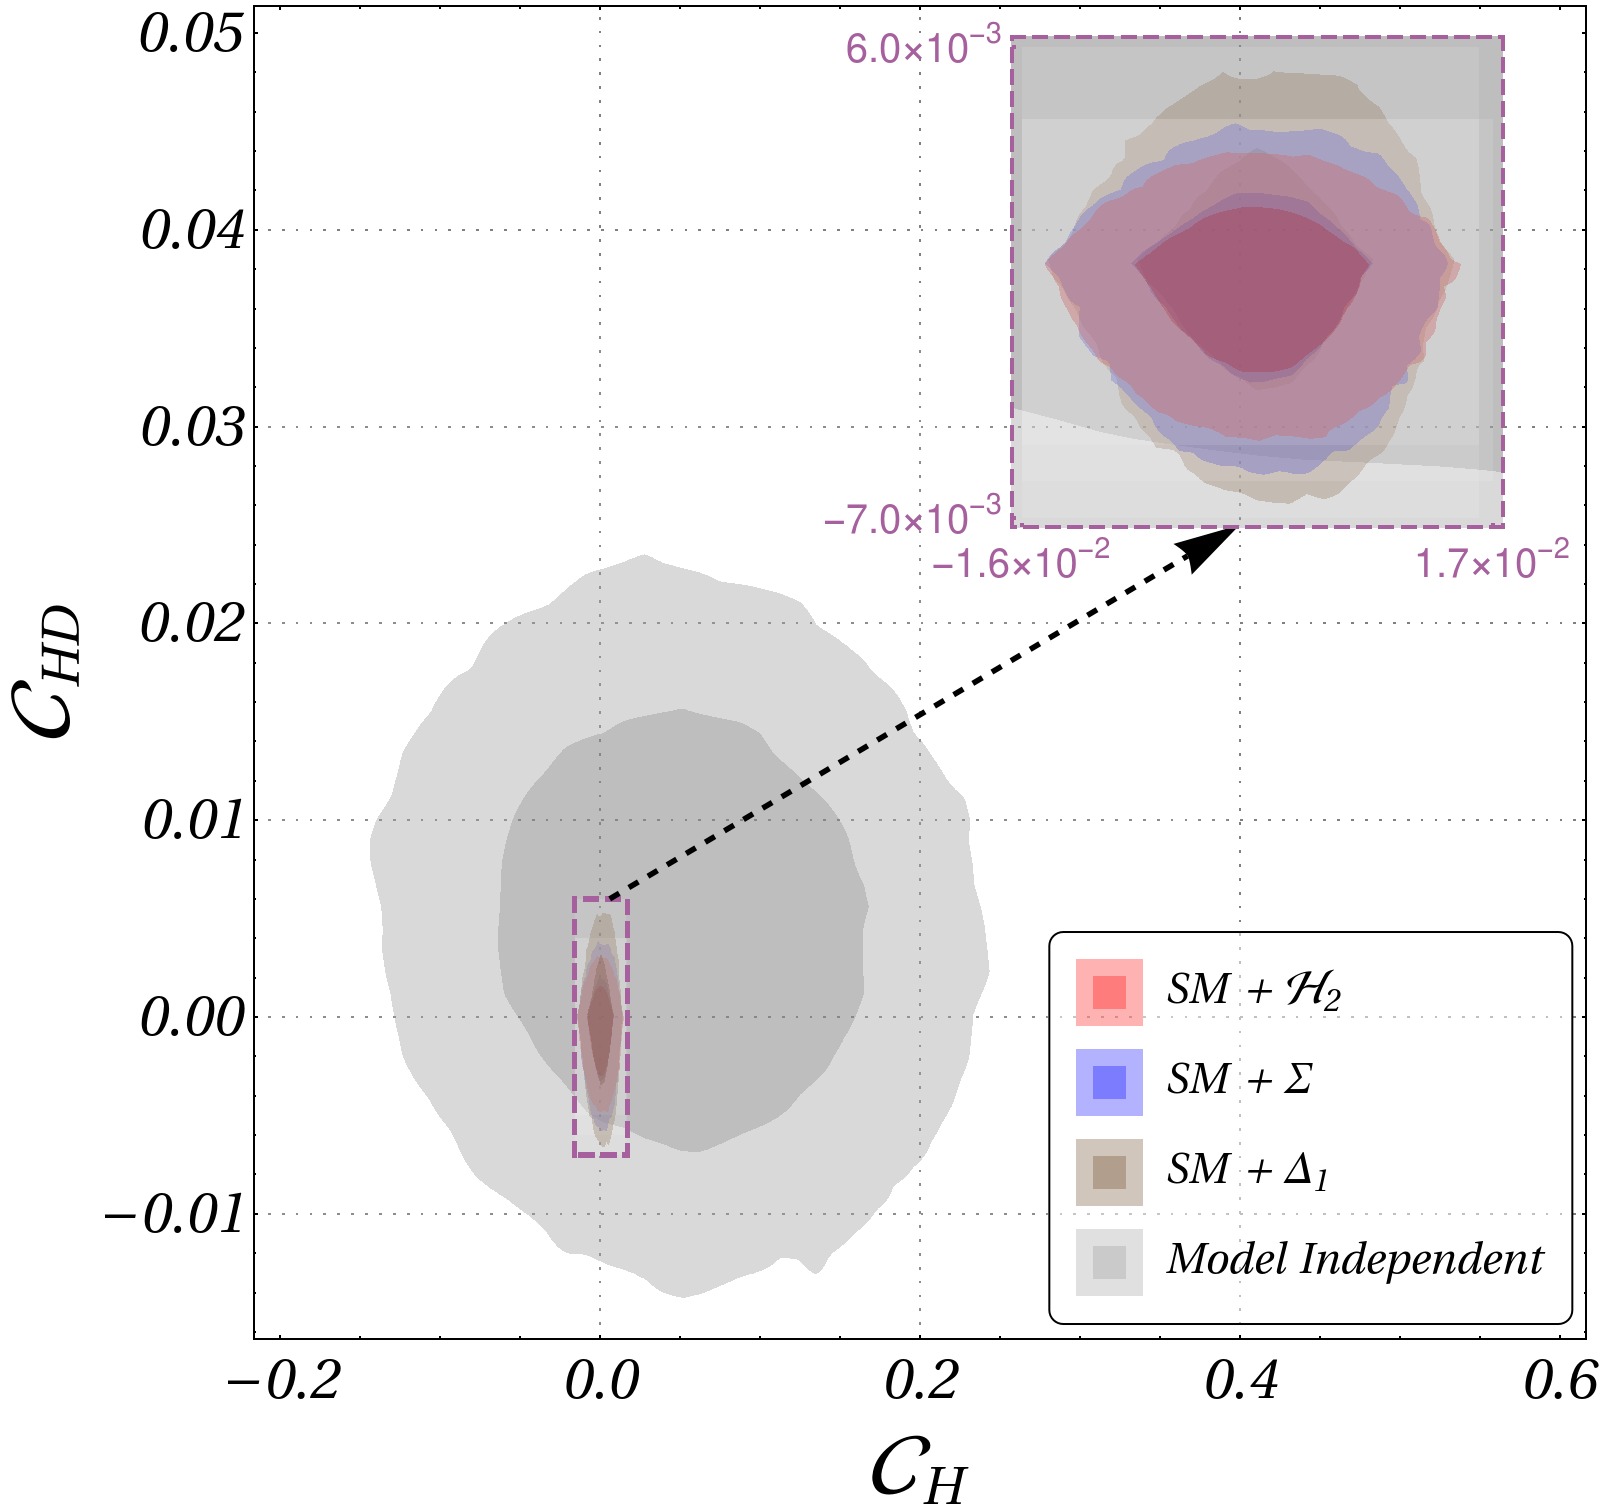 0.05
0.04
0.03
0.02
0.01
0.00
−0.01
−0.2
0.0
0.2
0.4
0.6
𝒞HD
𝒞H
6.0×10⁻³
−7.0×10⁻³
−1.6×10⁻²
1.7×10⁻²
SM + ℋ₂
SM + Σ
SM + Δ₁
Model Independent